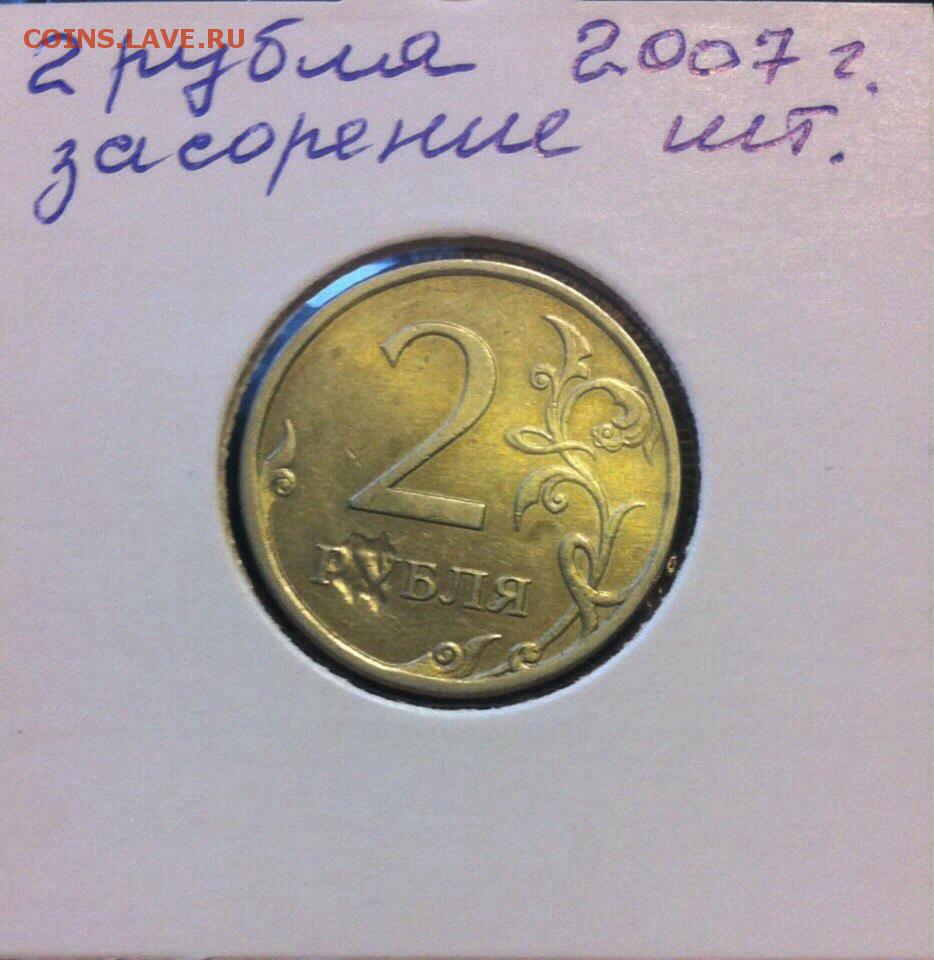 COINS.LAVE.RU
2 рубля 2007 г.
засорение шт.
2
РУБЛЯ